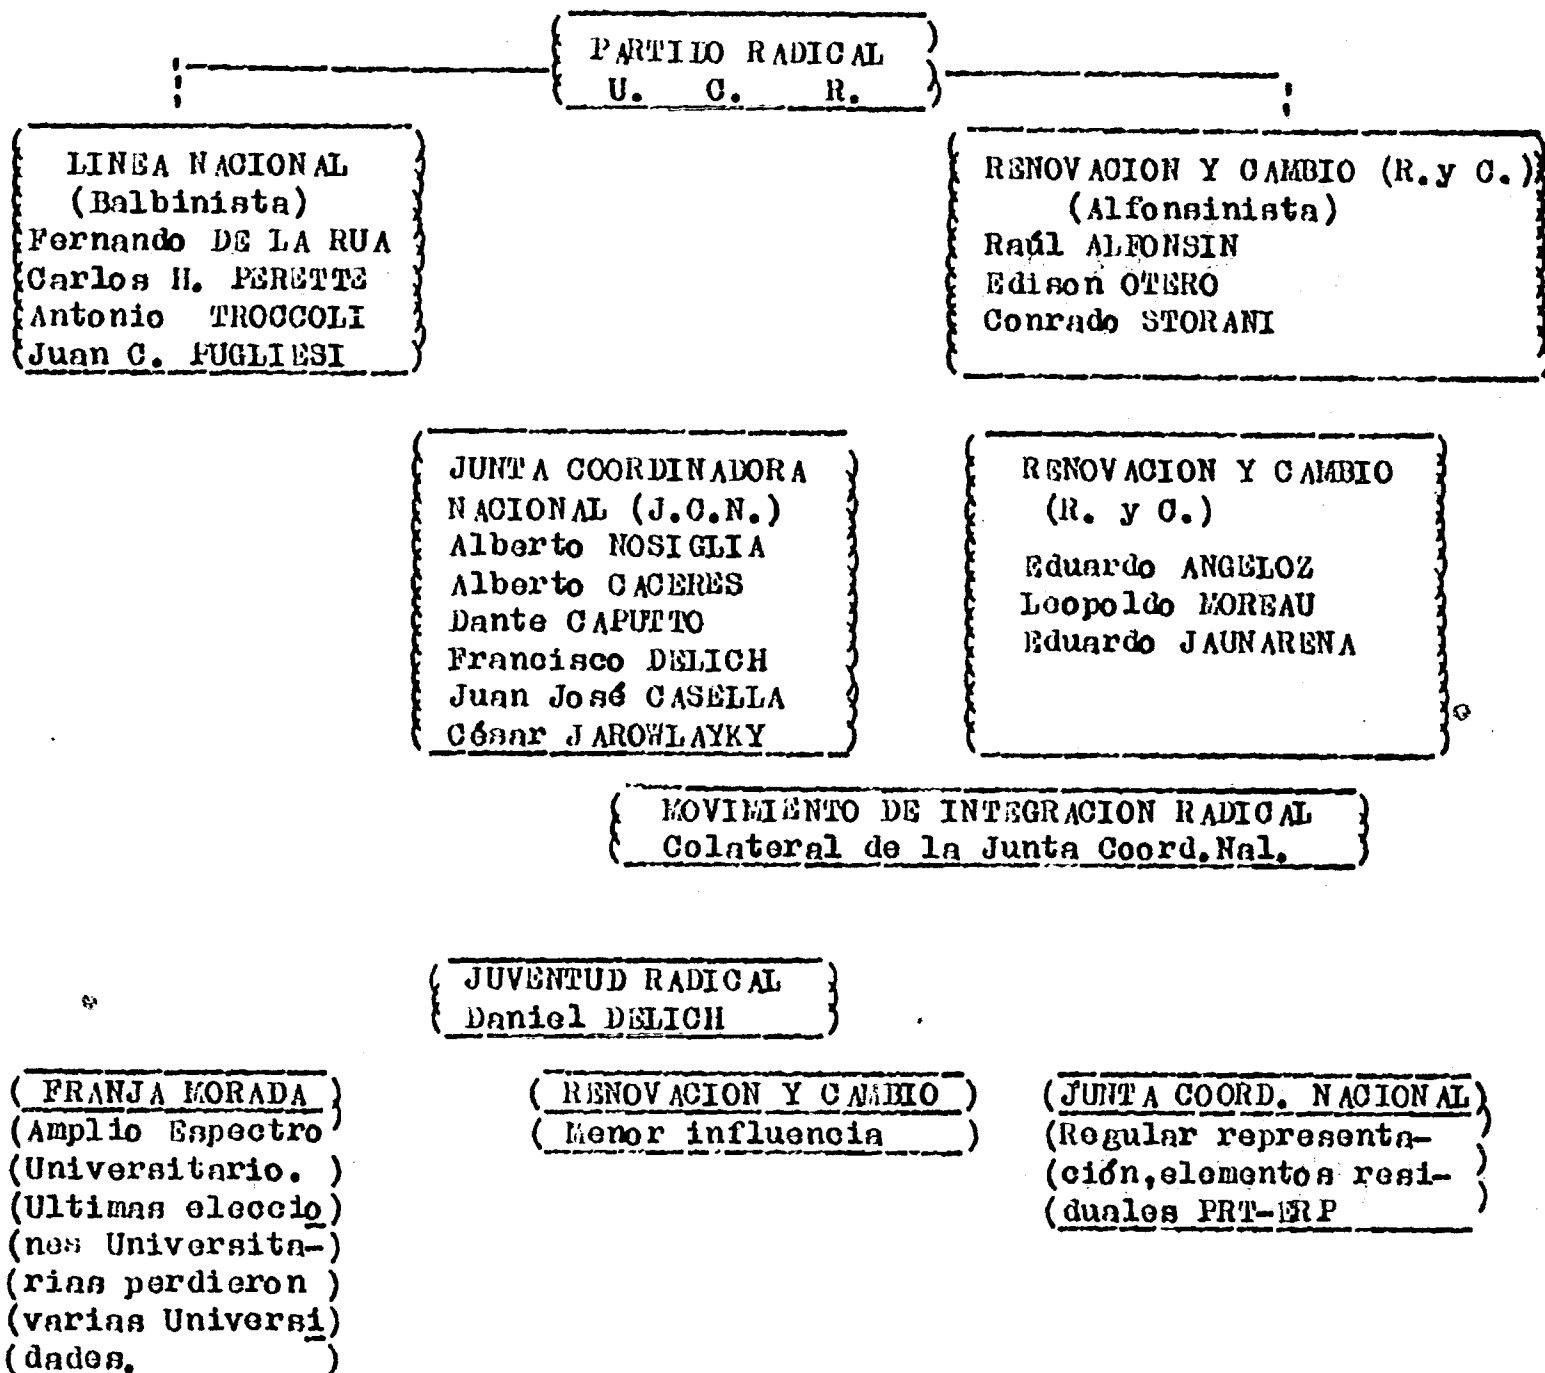 PARTIDO RADICAL
U. C. R.
LINEA NACIONAL
(Balbinista)
Fernando DE LA RUA
Carlos H. PERETTE
Antonio TROCCOLI
Juan C. PUGLIESI
RENOVACION Y CAMBIO (R.y C.)
(Alfonsinista)
Raúl ALFONSIN
Edison OTERO
Conrado STORANI
JUNTA COORDINADORA
NACIONAL (J.C.N.)
Alberto NOSIGLIA
Alberto CACERES
Dante CAPUTTO
Francisco DELICH
Juan José CASELLA
César JAROWLAYKY
RENOVACION Y CAMBIO
(R. y C.)
Eduardo ANGELOZ
Leopoldo MOREAU
Eduardo JAUNARENA
MOVIMIENTO DE INTEGRACION RADICAL
Colateral de la Junta Coord.Nal.
JUVENTUD RADICAL
Daniel DELICH
FRANJA MORADA
(Amplio Espectro
(Universitario. )
(Ultimas eleccio)
(nes Universita-)
(rias perdieron )
(varias Universi)
(dades. )
( RENOVACION Y CAMBIO )
( Menor influencia )
(JUNTA COORD. NACIONAL)
(Regular representa-
(ción,elementos resi-
(duales PRT-ERP